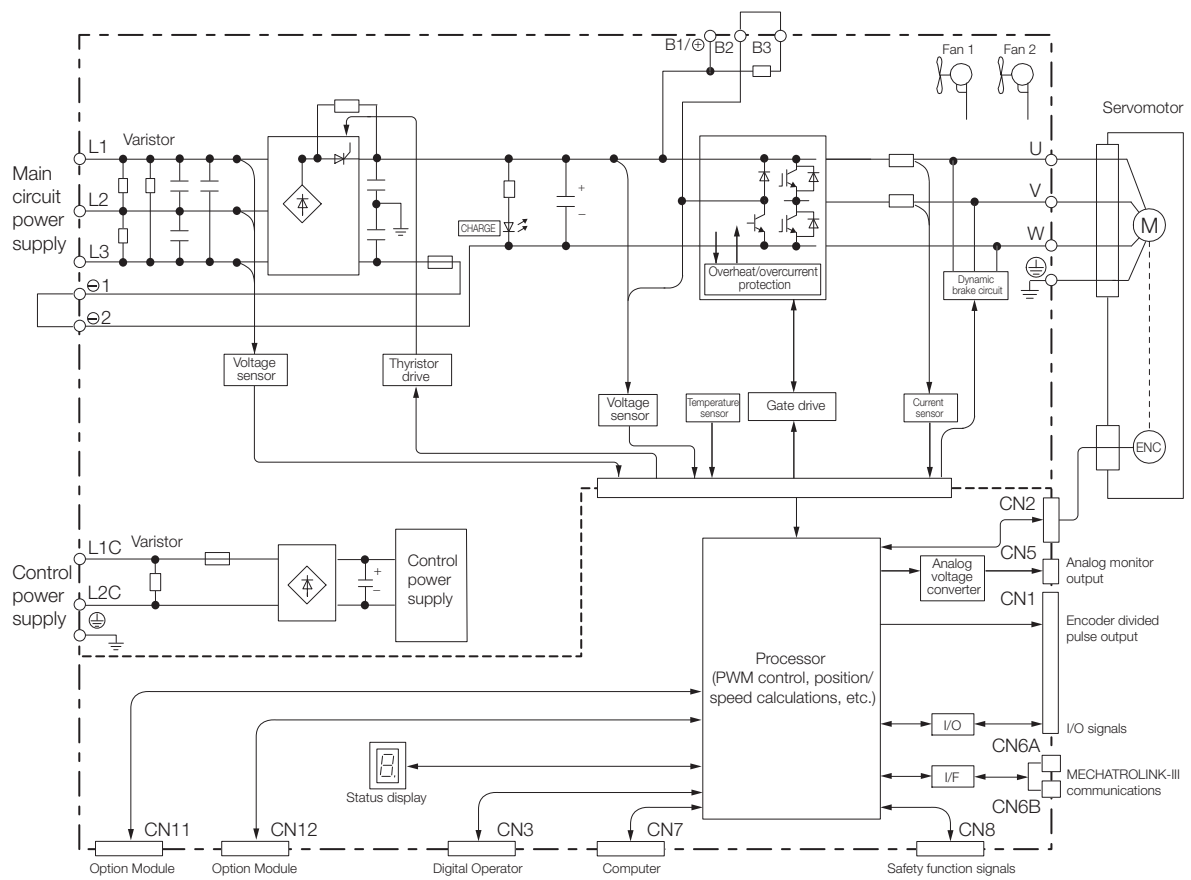 B1/⊕ B2 B3
Fan 1 Fan 2
Servomotor
L1 Varistor
U
Main
circuit
power
supply
L2
V
CHARGE
+
−
W
M
L3
Overheat/overcurrent
protection
Dynamic
brake circuit
⊖1
⊖2
Voltage
sensor
Thyristor
drive
Voltage
sensor
Temperature
sensor
Gate drive
Current
sensor
ENC
CN2
L1C Varistor
CN5
Analog
voltage
converter
Analog monitor
output
Control
power
supply
+
−
Control
power
supply
L2C
CN1
Encoder divided
pulse output
Processor
(PWM control, position/
speed calculations, etc.)
I/O
I/O signals
CN6A
8.
Status display
I/F
MECHATROLINK-III
communications
CN6B
CN11 CN12 CN3 CN7 CN8
Option Module Option Module Digital Operator Computer Safety function signals